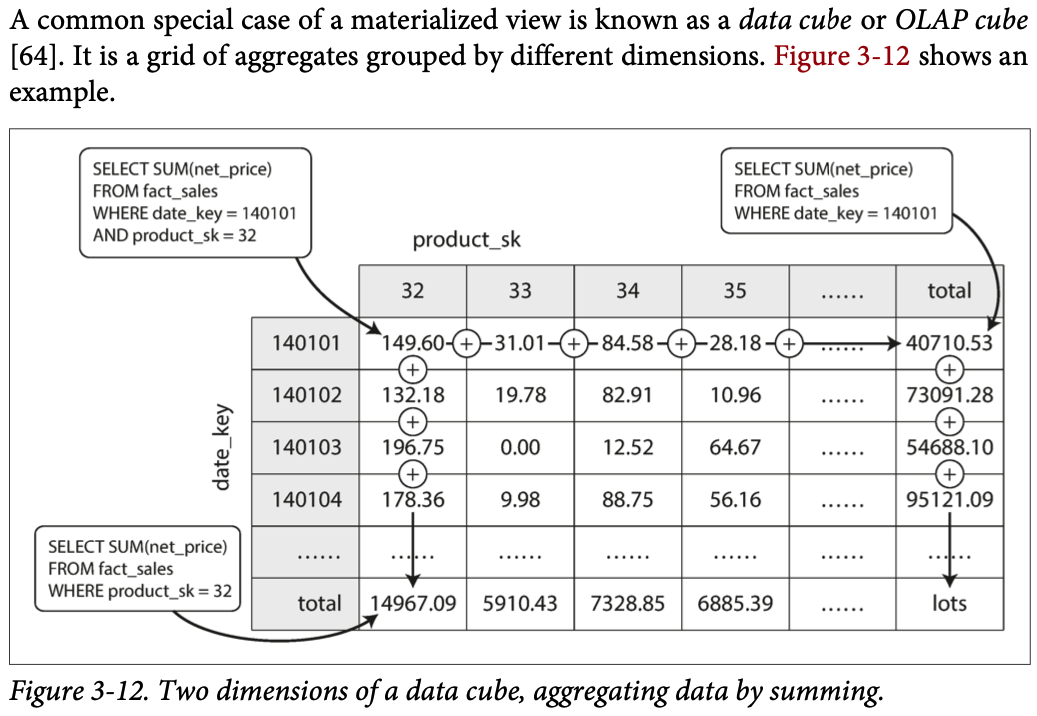 A common special case of a materialized view is known as a data cube or OLAP cube
[64]. It is a grid of aggregates grouped by different dimensions. Figure 3-12 shows an
example.
SELECT SUM(net_price)
FROM fact_sales
WHERE date_key = 140101
AND product_sk = 32
SELECT SUM(net_price)
FROM fact_sales
WHERE date_key = 140101
product_sk
32 33 34 35 ...... total
140101 149.60 + 31.01 + 84.58 + 28.18 + ...... 40710.53
+ +
140102 132.18 19.78 82.91 10.96 ...... 73091.28
+ +
date_key
140103 196.75 0.00 12.52 64.67 ...... 54688.10
+ +
140104 178.36 9.98 88.75 56.16 ...... 95121.09
...... ...... ...... ...... ...... ...... ......
total 14967.09 5910.43 7328.85 6885.39 ...... lots
SELECT SUM(net_price)
FROM fact_sales
WHERE product_sk = 32
Figure 3-12. Two dimensions of a data cube, aggregating data by summing.